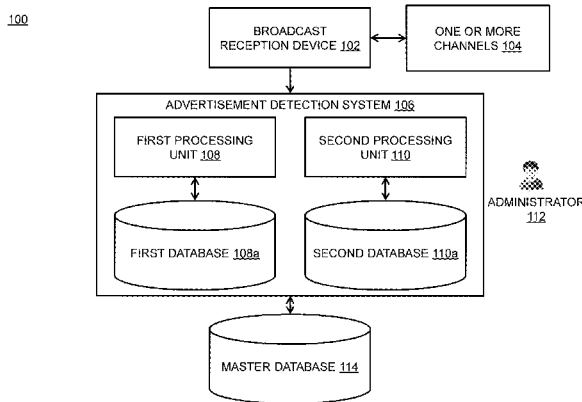 100
BROADCAST
RECEPTION DEVICE 102
ONE OR MORE
CHANNELS 104
ADVERTISEMENT DETECTION SYSTEM 106
FIRST PROCESSING
UNIT 108
SECOND PROCESSING
UNIT 110
ADMINISTRATOR
112
FIRST DATABASE 108a
SECOND DATABASE 110a
MASTER DATABASE 114